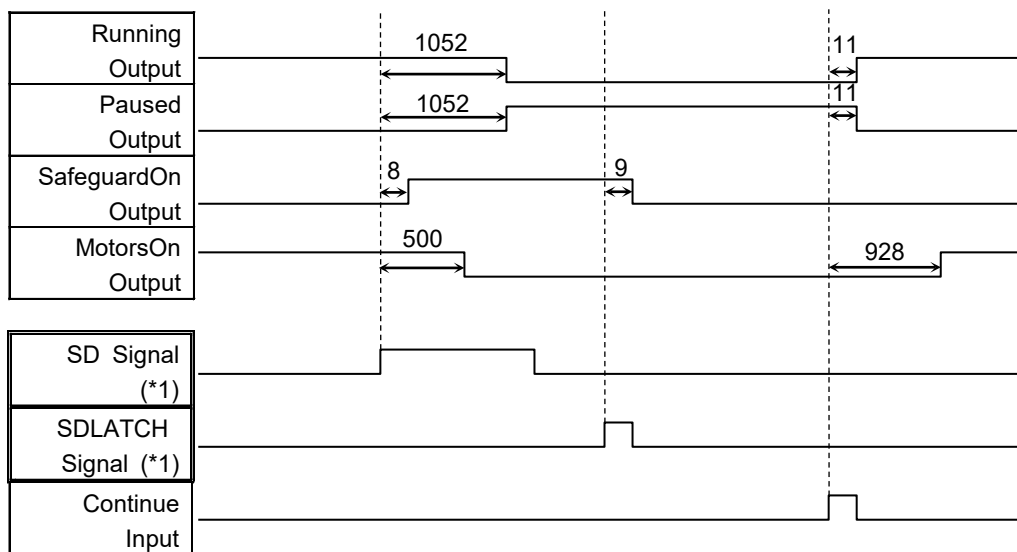 Running
Output
1052
11
Paused
Output
1052
11
SafeguardOn
Output
8
9
MotorsOn
Output
500
928
SD Signal
(*1)
SDLATCH
Signal (*1)
Continue
Input